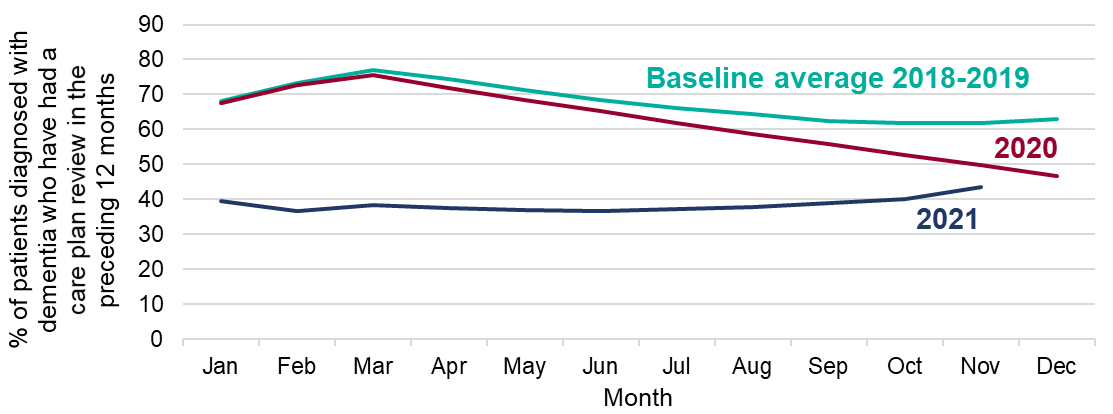 % of patients diagnosed with
dementia who have had a
care plan review in the
preceding 12 months
90
80
70
60
50
40
30
20
10
0
Baseline average 2018-2019
2020
2021
Jan Feb Mar Apr May Jun Jul Aug Sep Oct Nov Dec
Month